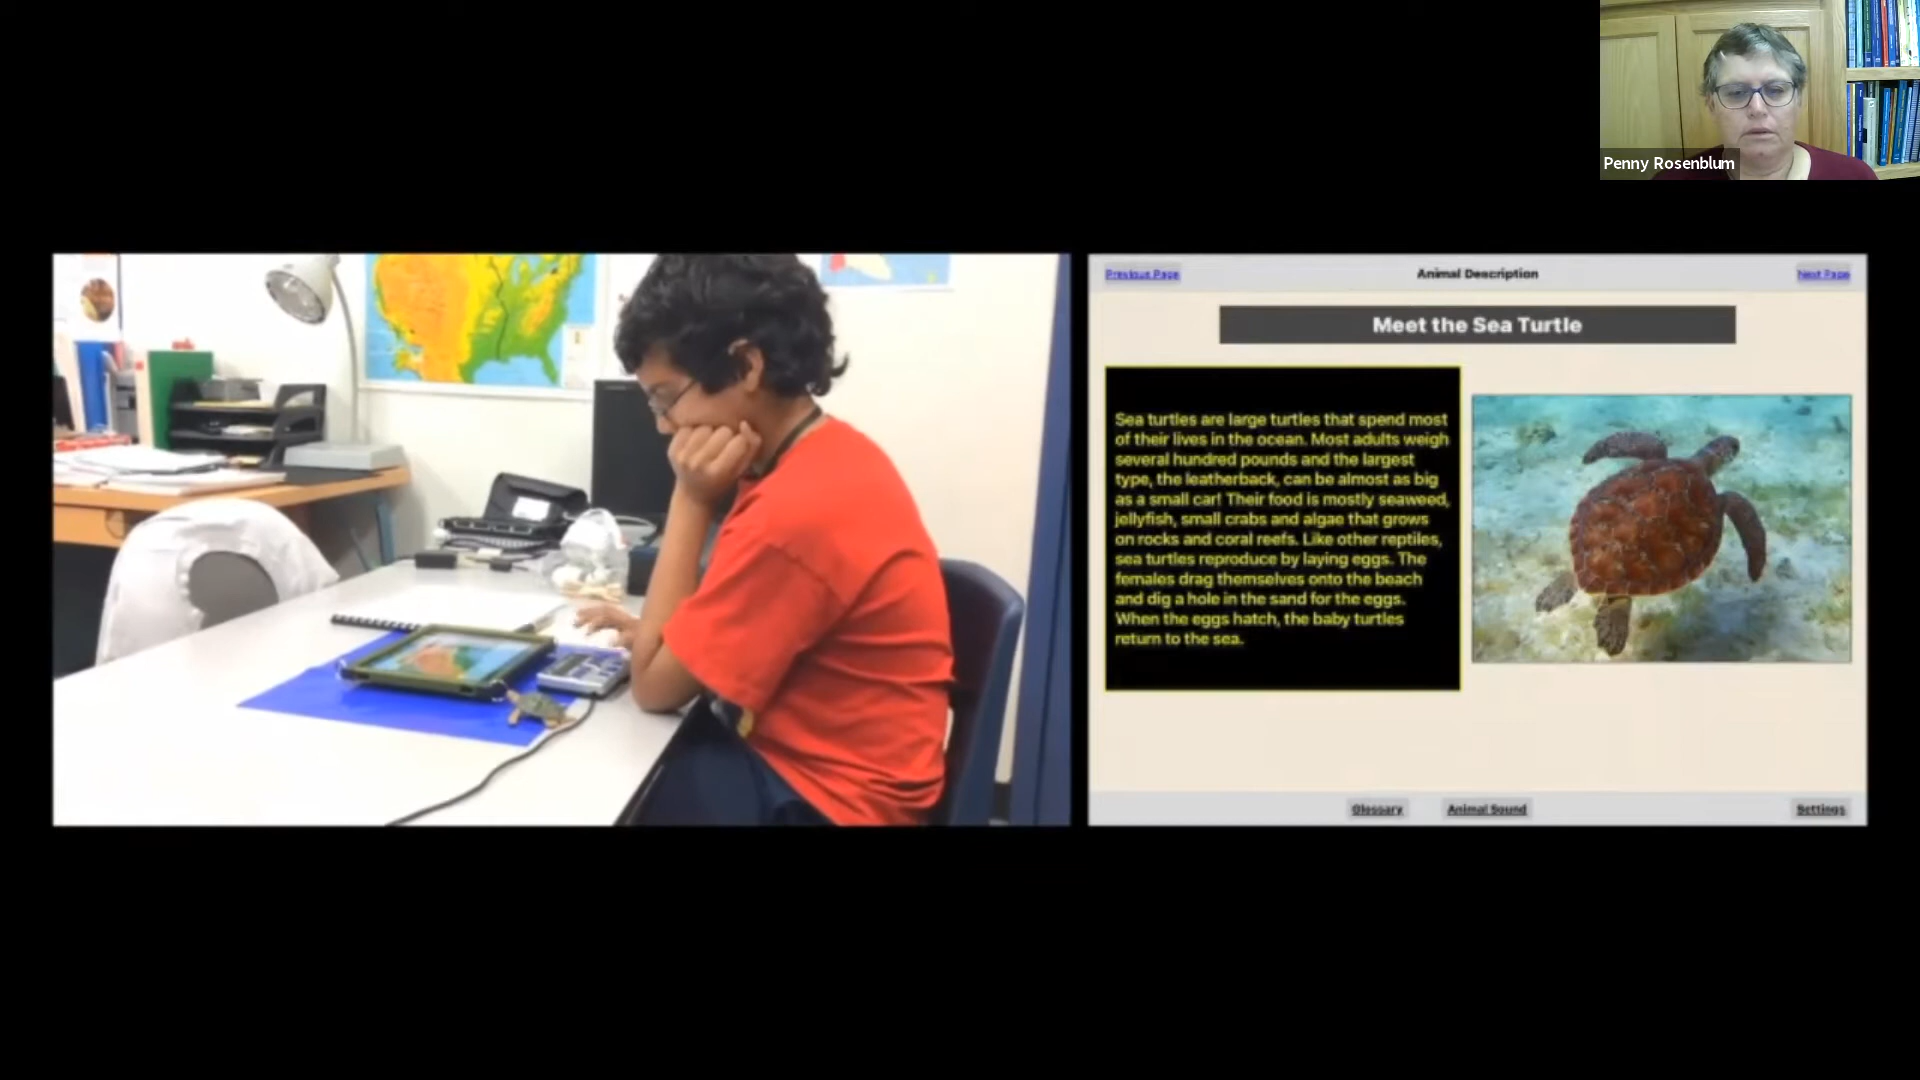 Penny Rosenblum
Previous Page
Animal Description
Next Page
Meet the Sea Turtle
Sea turtles are large turtles that spend most
of their lives in the ocean. Most adults weigh
several hundred pounds and the largest
type, the leatherback, can be almost as big
as a small car! Their food is mostly seaweed,
jellyfish, small crabs and algae that grows
on rocks and coral reefs. Like other reptiles,
sea turtles reproduce by laying eggs. The
females drag themselves onto the beach
and dig a hole in the sand for the eggs.
When the eggs hatch, the baby turtles
return to the sea.
Glossary
Animal Sound
Settings